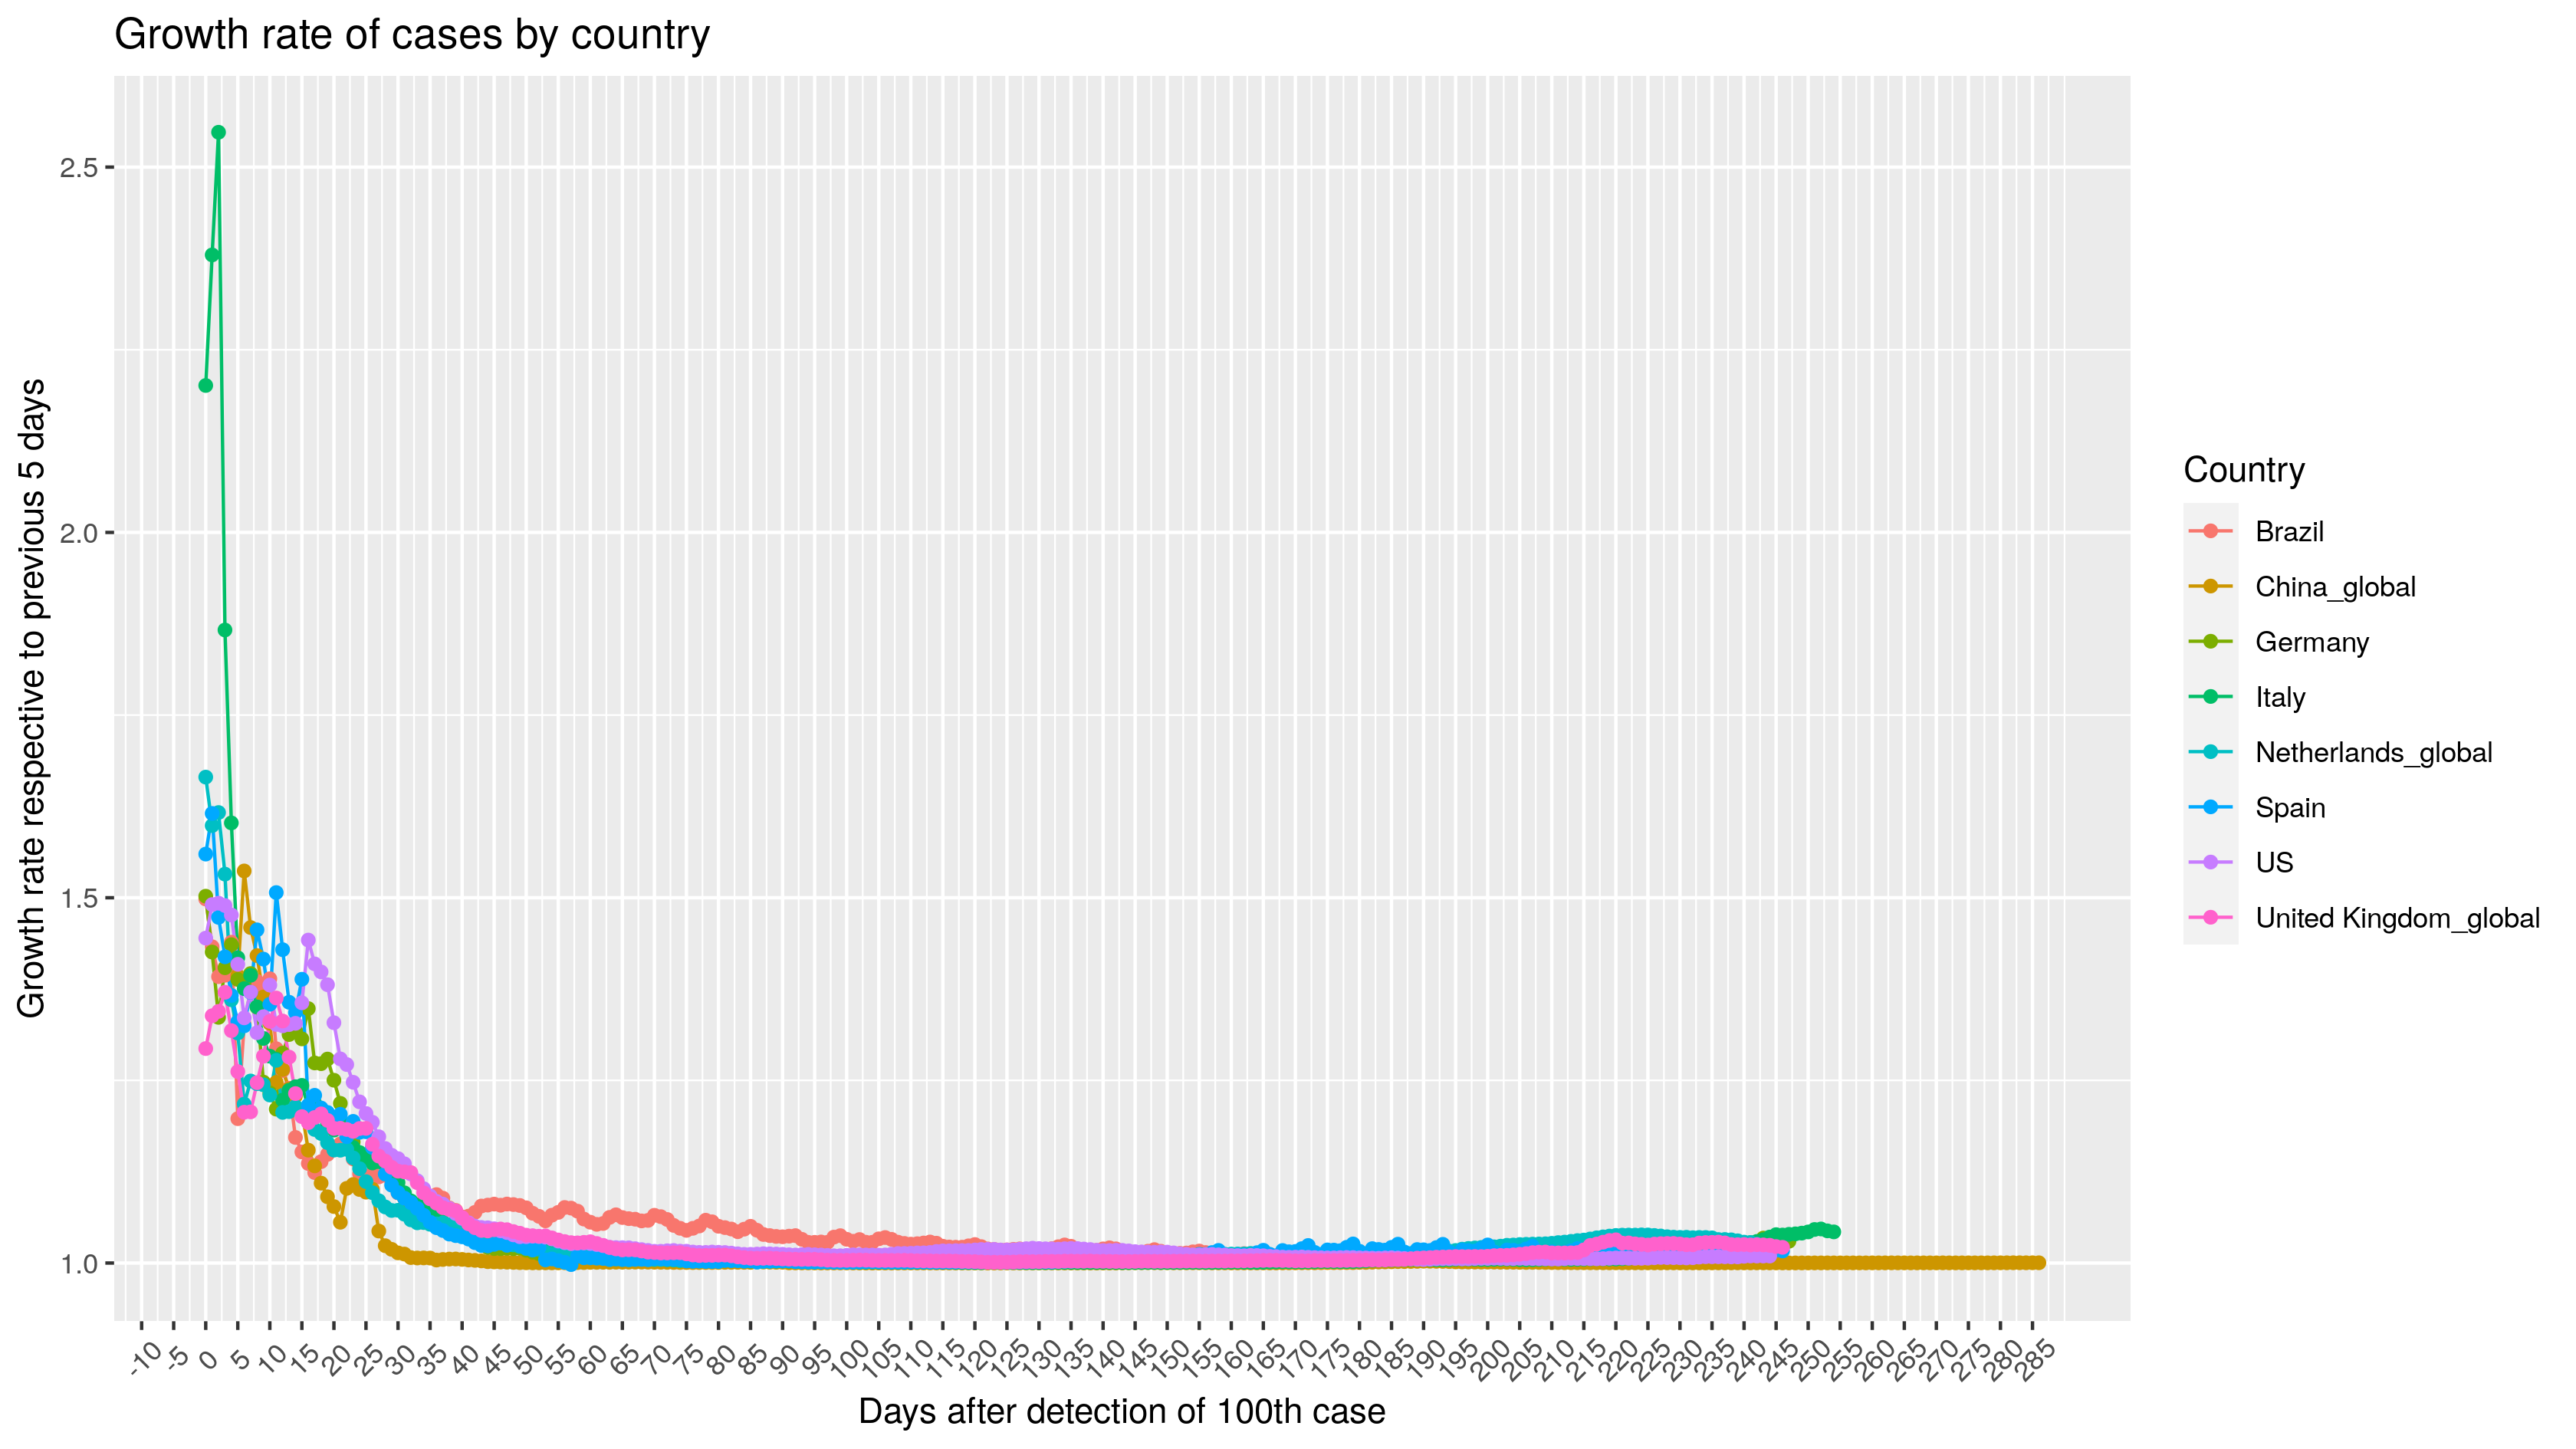 Growth rate of cases by country
Growth rate respective to previous 5 days
2.5
2.0
1.5
1.0
-10 -5 0 5 10 15 20 25 30 35 40 45 50 55 60 65 70 75 80 85 90 95 100 105 110 115 120 125 130 135 140 145 150 155 160 165 170 175 180 185 190 195 200 205 210 215 220 225 230 235 240 245 250 255 260 265 270 275 280 285
Days after detection of 100th case
Country
Brazil
China_global
Germany
Italy
Netherlands_global
Spain
US
United Kingdom_global